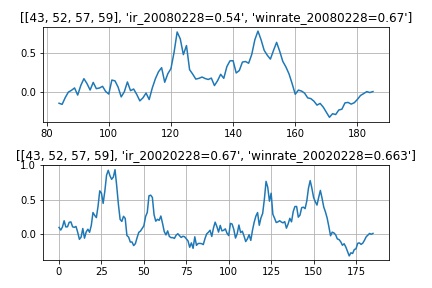 [[43, 52, 57, 59], 'ir_20080228=0.54', 'winrate_20080228=0.67']
0.5
0.0
80 100 120 140 160 180
[[43, 52, 57, 59], 'ir_20020228=0.67', 'winrate_20020228=0.663']
1.0
0.5
0.0
0 25 50 75 100 125 150 175